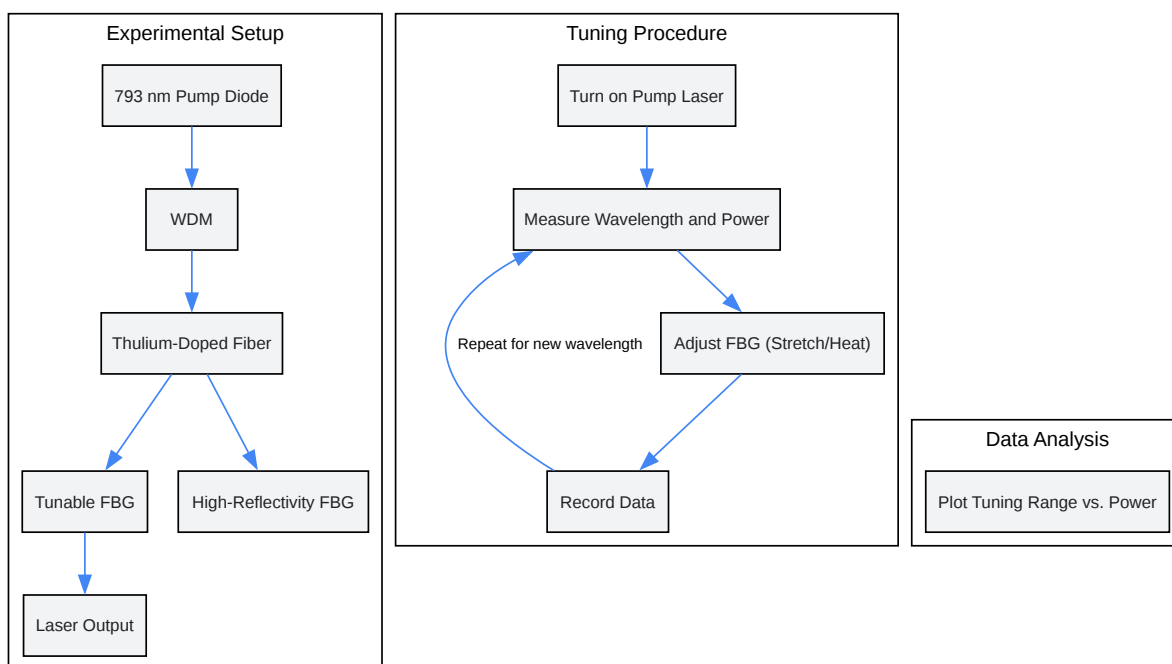 Experimental Setup
793 nm Pump Diode
WDM
Thulium-Doped Fiber
Tunable FBG
High-Reflectivity FBG
Laser Output
Tuning Procedure
Turn on Pump Laser
Measure Wavelength and Power
Repeat for new wavelength
Adjust FBG (Stretch/Heat)
Record Data
Data Analysis
Plot Tuning Range vs. Power